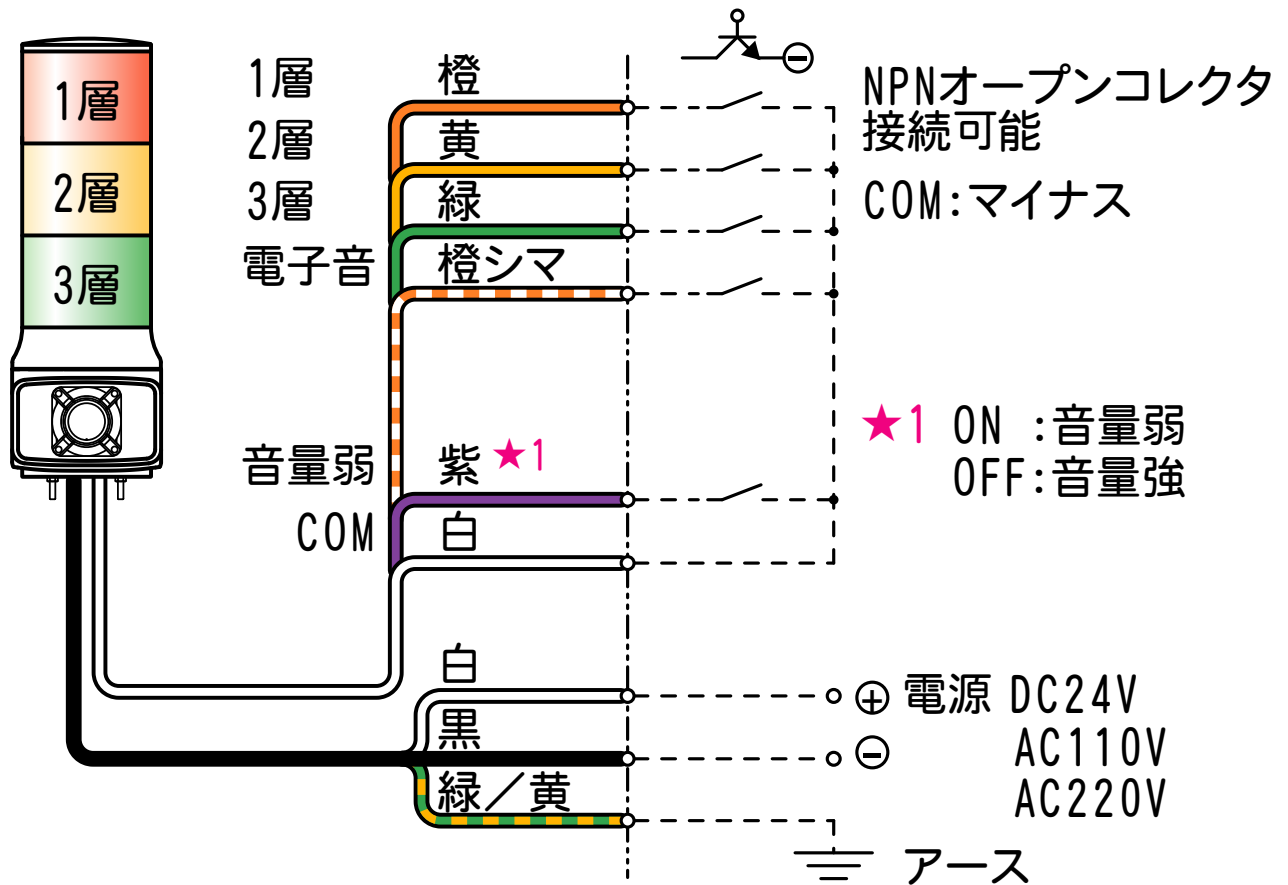 1層
2層
3層
1層 橙
2層 黄
3層 緑
電子音 橙シマ
音量弱 紫 ★1
COM 白
白
黒
緑／黄
NPNオープンコレクタ
接続可能
COM:マイナス
★1 ON :音量弱
OFF:音量強
⊕ 電源 DC24V
⊖ AC110V
AC220V
アース